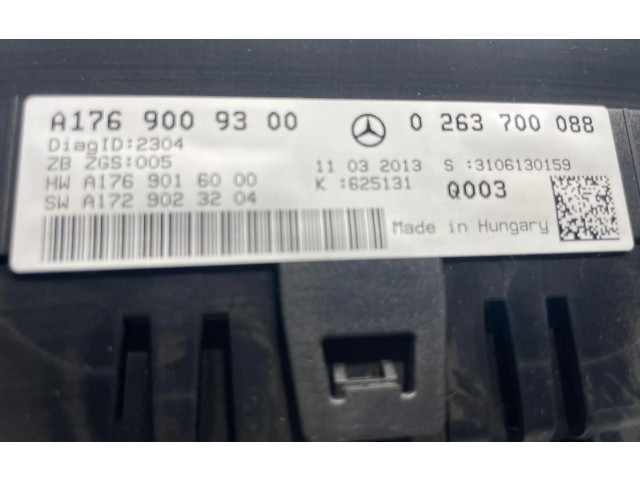 A176 900 93 00 0 263 700 088
DiagID:2304
ZB ZGS:005 11 03 2013 S :3106130159
HW A176 901 60 00 K :625131 Q003
SW A172 902 32 04
Made in Hungary